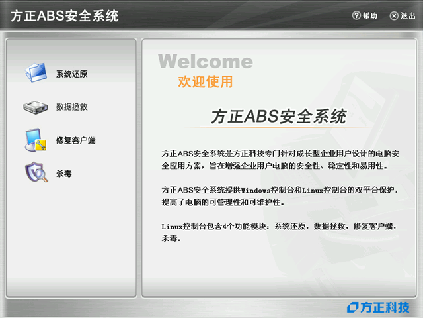 方正ABS安全系统
帮助 退出
系统还原
数据拯救
修复客户端
杀毒
Welcome
欢迎使用
方正ABS安全系统
方正ABS安全系统是方正科技专门针对成长型企业用户设计的电脑安
全应用方案，旨在增强企业用户电脑的安全性、稳定性和易用性。
方正ABS安全系统提供Windows控制台和Linux控制台的双平台保护，
提高了电脑的可管理性和可维护性。
Linux控制台包含4个功能模块：系统还原，数据拯救，修复客户端，
杀毒。
方正科技